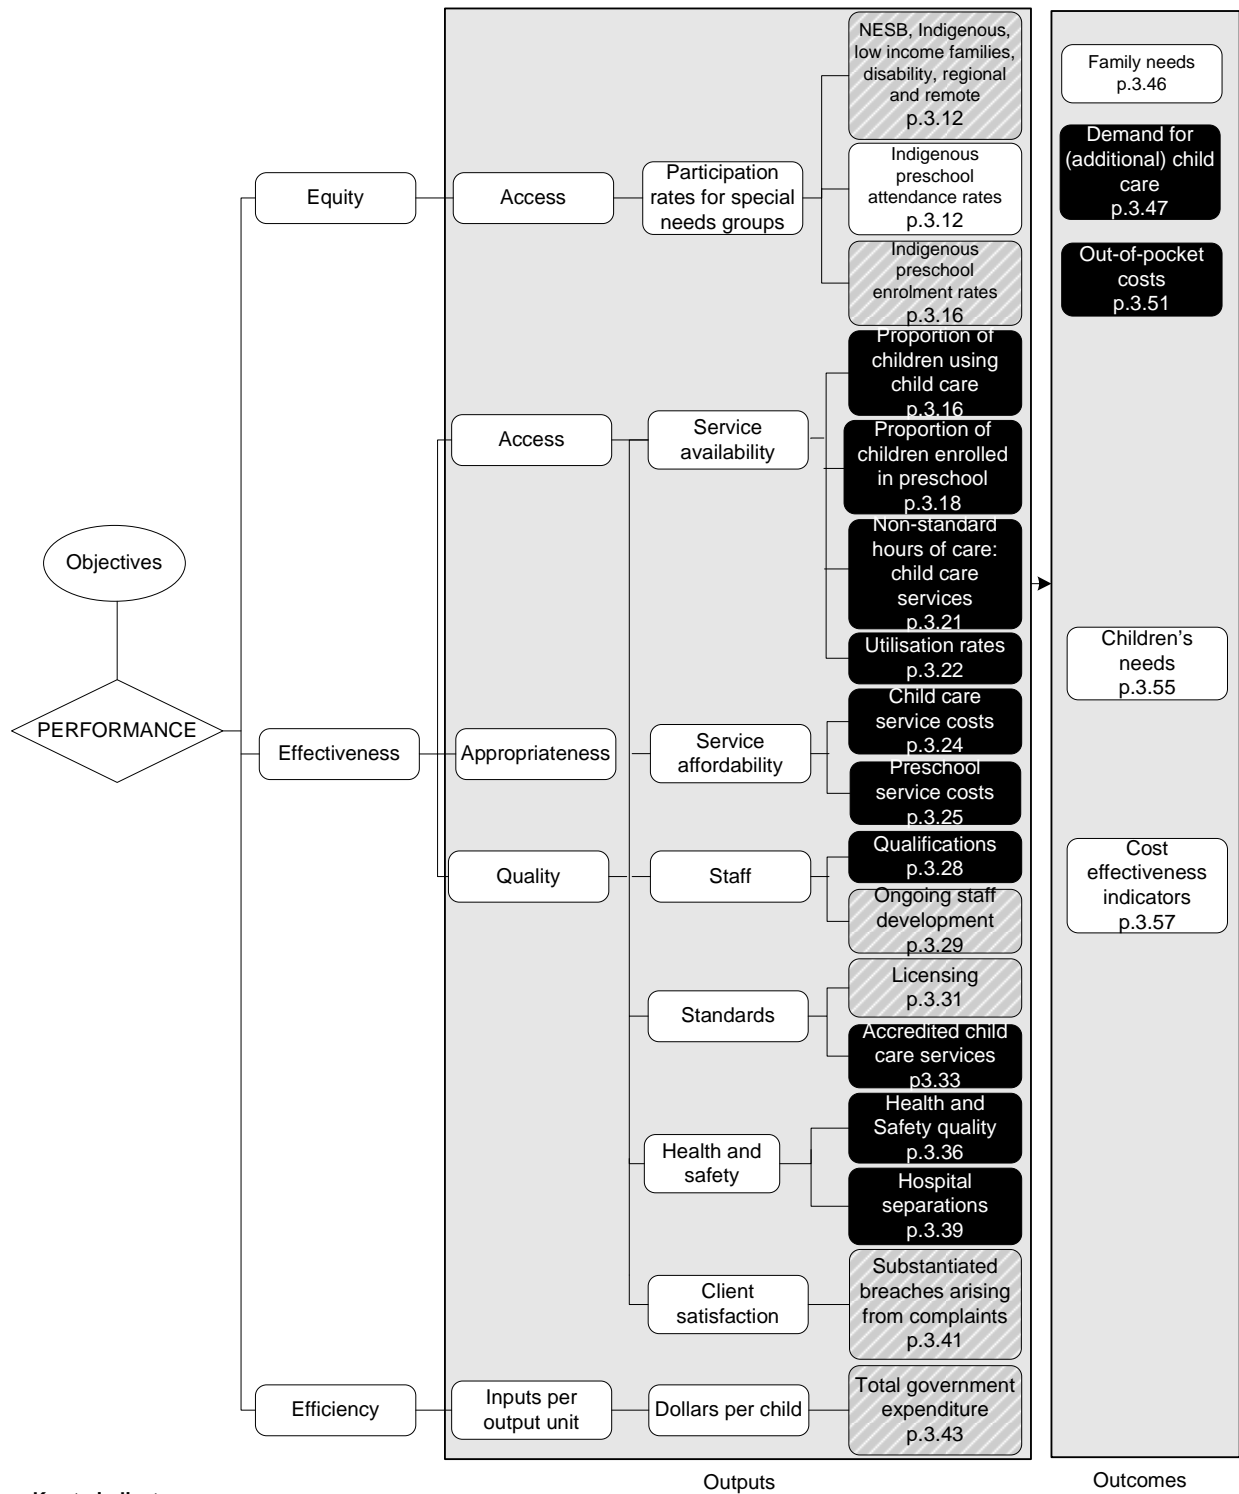 Objectives
PERFORMANCE
Equity
Access
Participation
rates for special
needs groups
NESB, Indigenous,
low income families,
disability, regional
and remote
p.3.12
Indigenous
preschool
attendance rates
p.3.12
Indigenous
preschool
enrolment rates
p.3.16
Effectiveness
Access
Service
availability
Proportion of
children using
child care
p.3.16
Proportion of
children enrolled
in preschool
p.3.18
Non-standard
hours of care:
child care
services
p.3.21
Utilisation rates
p.3.22
Appropriateness
Service
affordability
Child care
service costs
p.3.24
Preschool
service costs
p.3.25
Quality
Staff
Qualifications
p.3.28
Ongoing staff
development
p.3.29
Standards
Licensing
p.3.31
Accredited child
care services
p3.33
Health and
safety
Health and
Safety quality
p.3.36
Hospital
separations
p.3.39
Client
satisfaction
Substantiated
breaches arising
from complaints
p.3.41
Efficiency
Inputs per
output unit
Dollars per child
Total government
expenditure
p.3.43
Outputs
Family needs
p.3.46
Demand for
(additional) child
care
p.3.47
Out-of-pocket
costs
p.3.51
Children's
needs
p.3.55
Cost
effectiveness
indicators
p.3.57
Outcomes